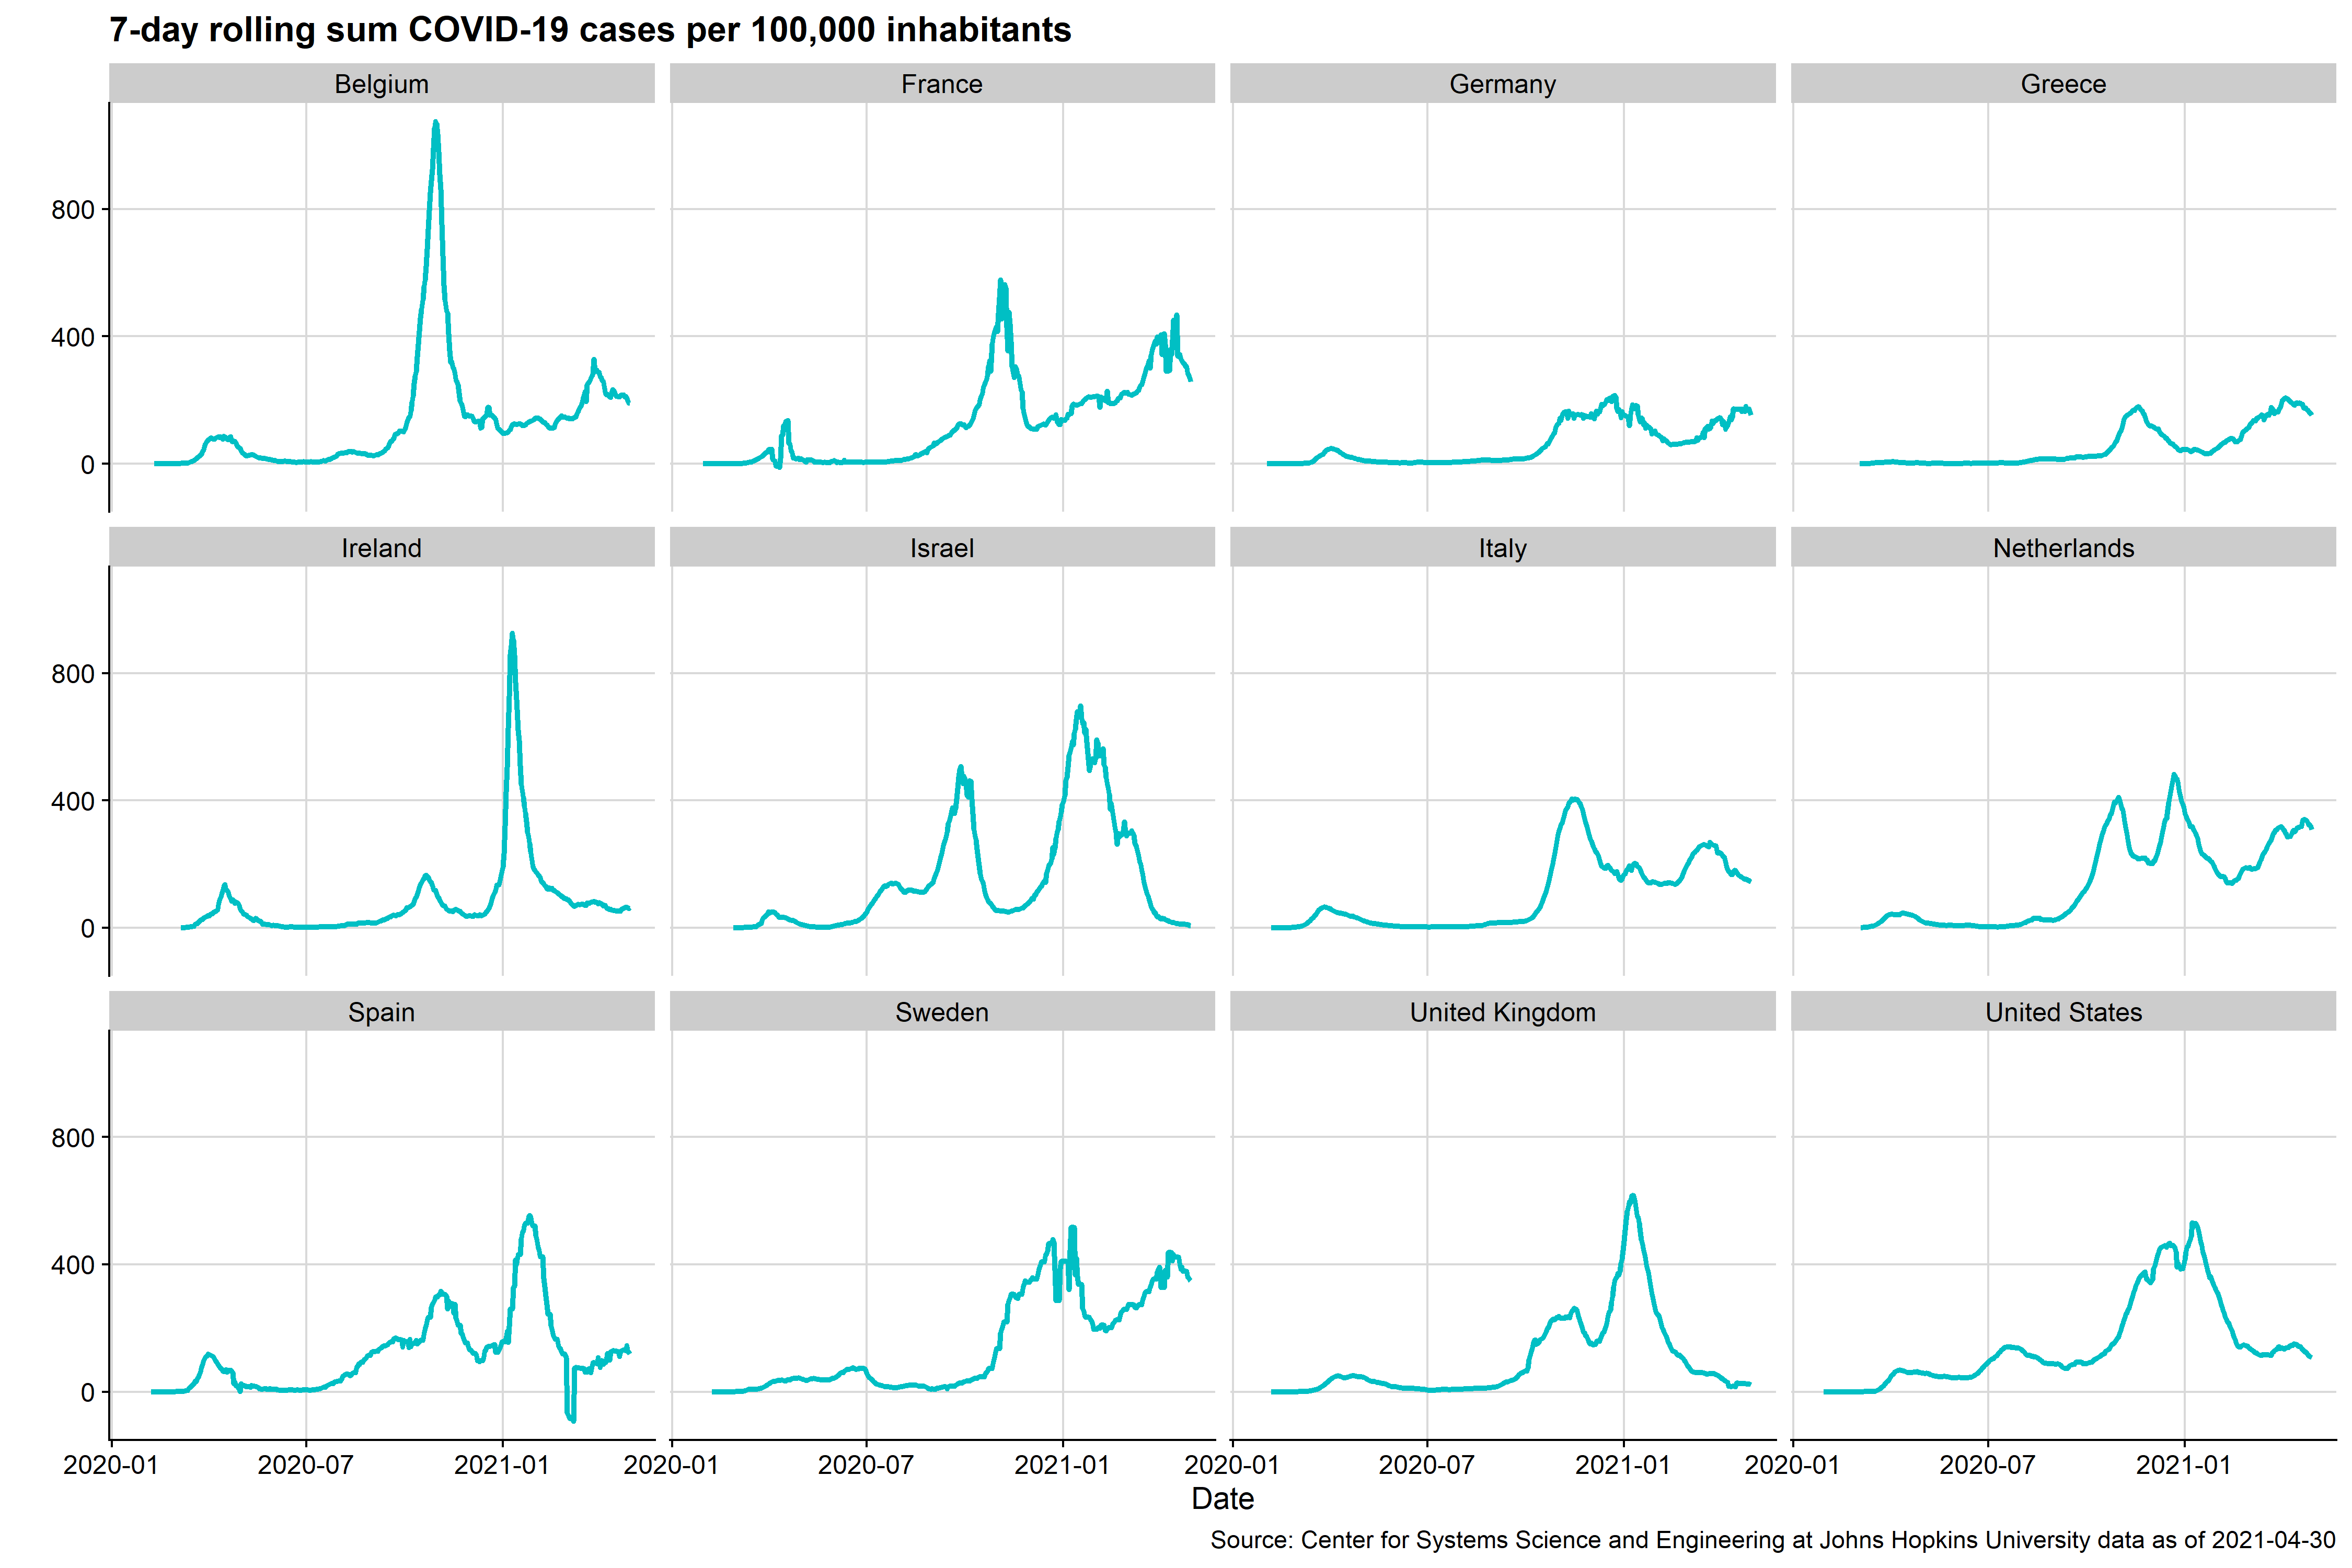 7-day rolling sum COVID-19 cases per 100,000 inhabitants
Belgium France Germany Greece
800
400
0
Ireland Israel Italy Netherlands
800
400
0
Spain Sweden United Kingdom United States
800
400
0
2020-01 2020-07 2021-01 2020-01 2020-07 2021-01 2020-01 2020-07 2021-01 2020-01 2020-07 2021-01
Date
Source: Center for Systems Science and Engineering at Johns Hopkins University data as of 2021-04-30